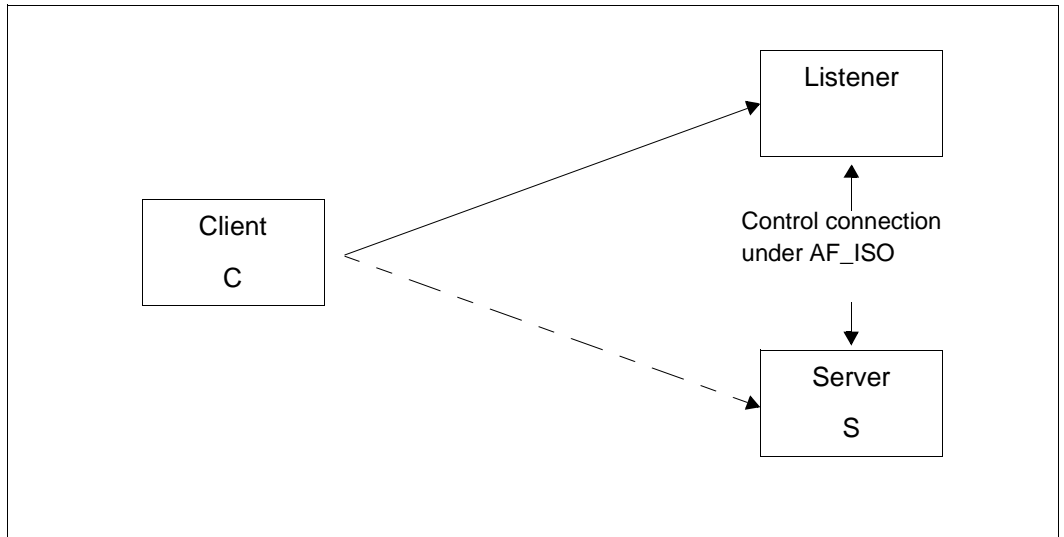 Listener
Client
C
Control connection
under AF_ISO
Server
S